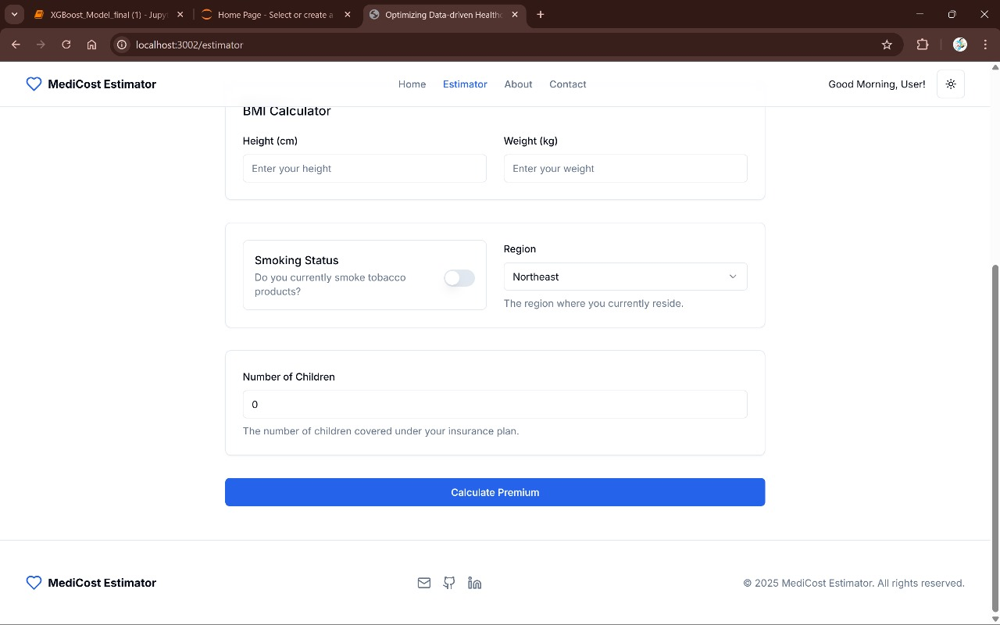 XGBoost_Model_final (1) - Jupyt
Home Page - Select or create a
Optimizing Data-driven Healthc
localhost:3002/estimator
MediCost Estimator
Home
Estimator
About
Contact
Good Morning, User!
BMI Calculator
Height (cm)
Weight (kg)
Enter your height
Enter your weight
Smoking Status
Do you currently smoke tobacco
products?
Region
Northeast
The region where you currently reside.
Number of Children
0
The number of children covered under your insurance plan.
Calculate Premium
MediCost Estimator
© 2025 MediCost Estimator. All rights reserved.